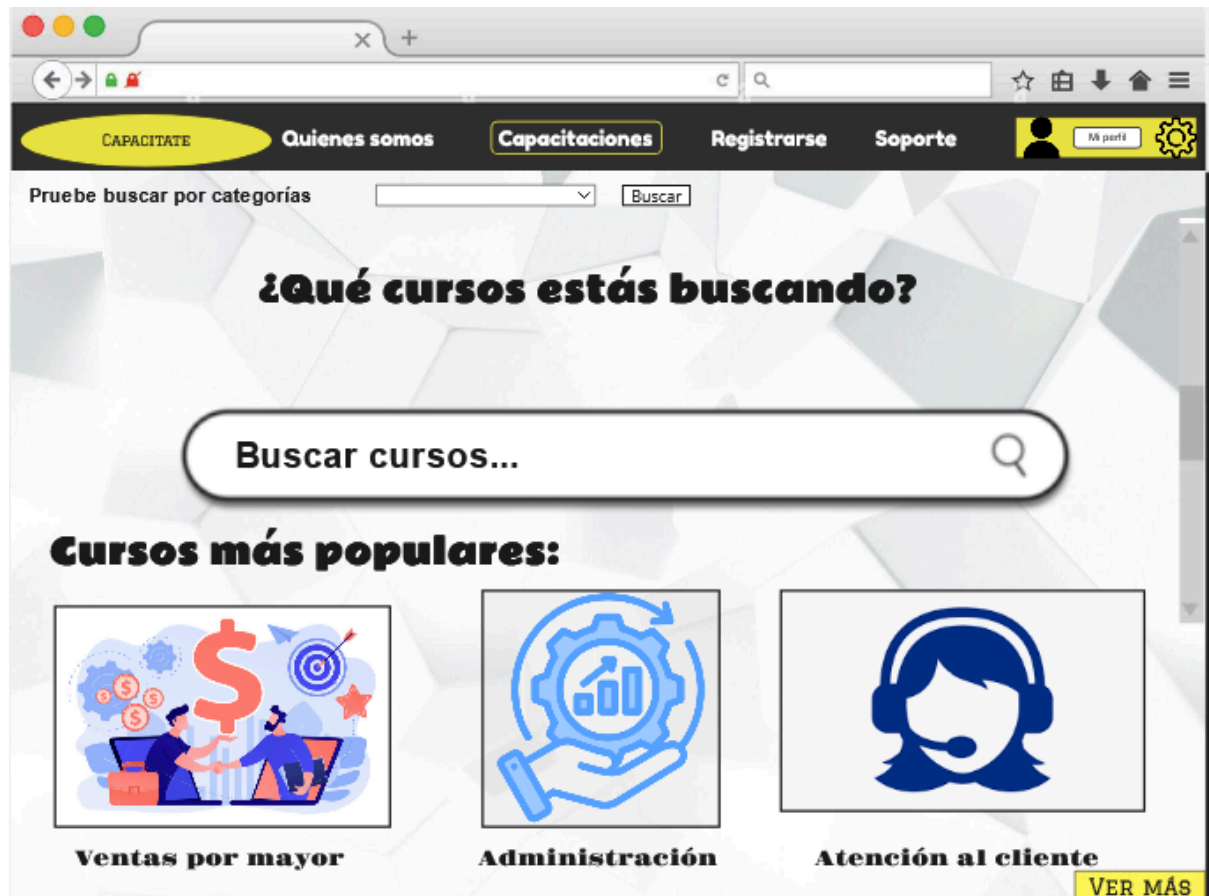 CAPACITATE Quienes somos Capacitaciones Registrarse Soporte Mi perfil
Pruebe buscar por categorías Buscar
¿Qué cursos estás buscando?
Buscar cursos...
Cursos más populares:
Ventas por mayor Administración Atención al cliente
VER MÁS